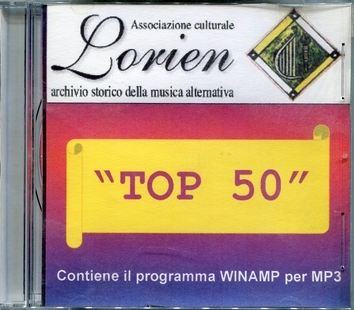 Associazione culturale
Lorien
archivio storico della musica alternativa
“TOP 50”
Contiene il programma WINAMP per MP3